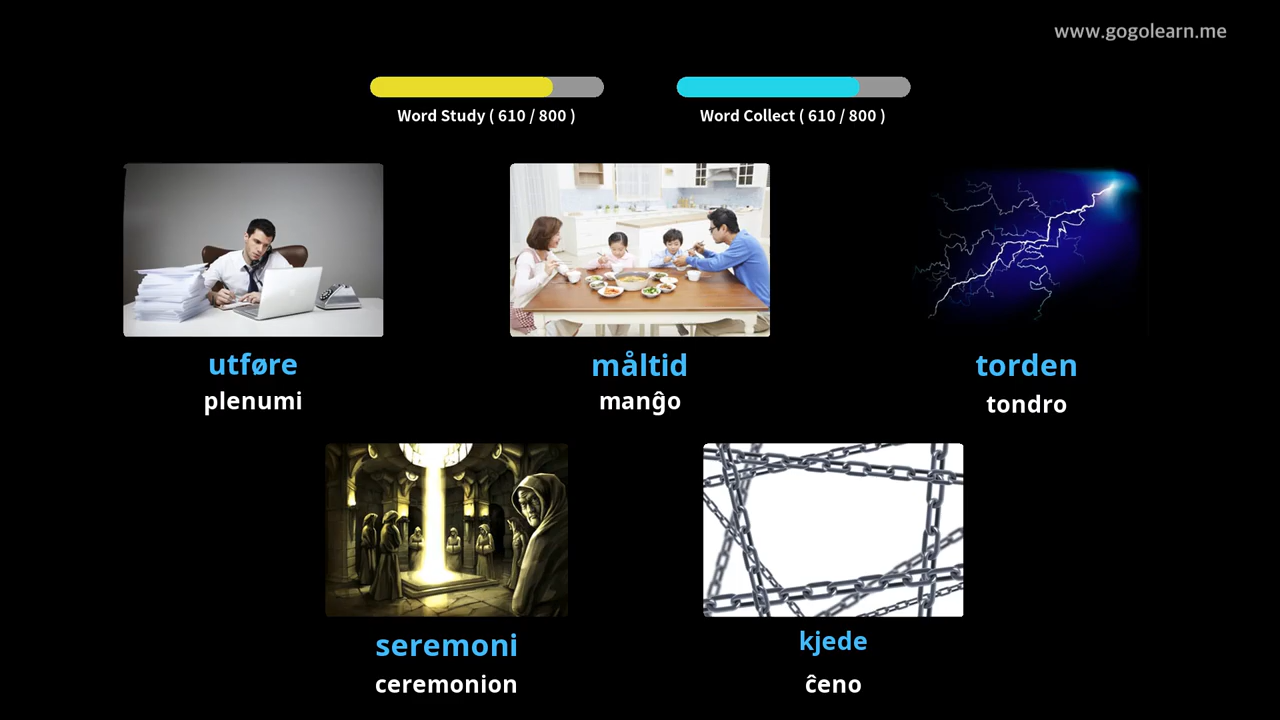 www.gogolearn.me
Word Study ( 610 / 800 )
Word Collect ( 610 / 800 )
utføre
plenumi
måltid
manĝo
torden
tondro
seremoni
ceremonion
kjede
ĉeno